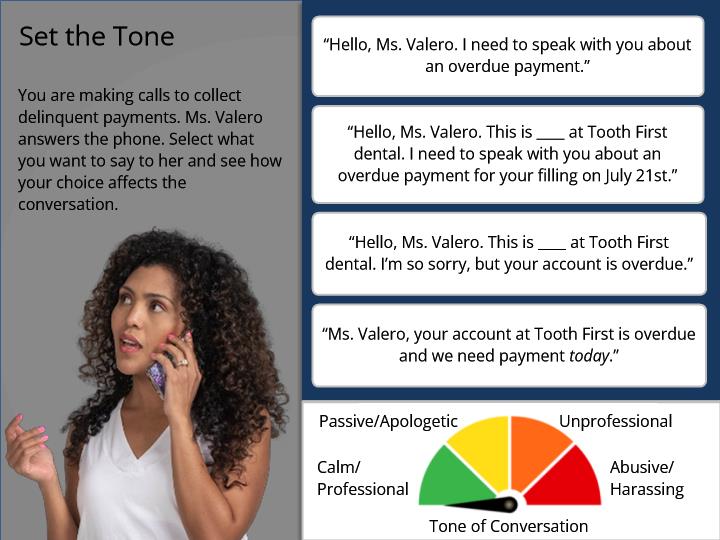 Set the Tone
You are making calls to collect
delinquent payments. Ms. Valero
answers the phone. Select what
you want to say to her and see how
your choice affects the
conversation.
“Hello, Ms. Valero. I need to speak with you about
an overdue payment.”
“Hello, Ms. Valero. This is ____ at Tooth First
dental. I need to speak with you about an
overdue payment for your filling on July 21st.”
“Hello, Ms. Valero. This is ____ at Tooth First
dental. I’m so sorry, but your account is overdue.”
“Ms. Valero, your account at Tooth First is overdue
and we need payment today.”
Passive/Apologetic
Unprofessional
Calm/
Professional
Abusive/
Harassing
Tone of Conversation